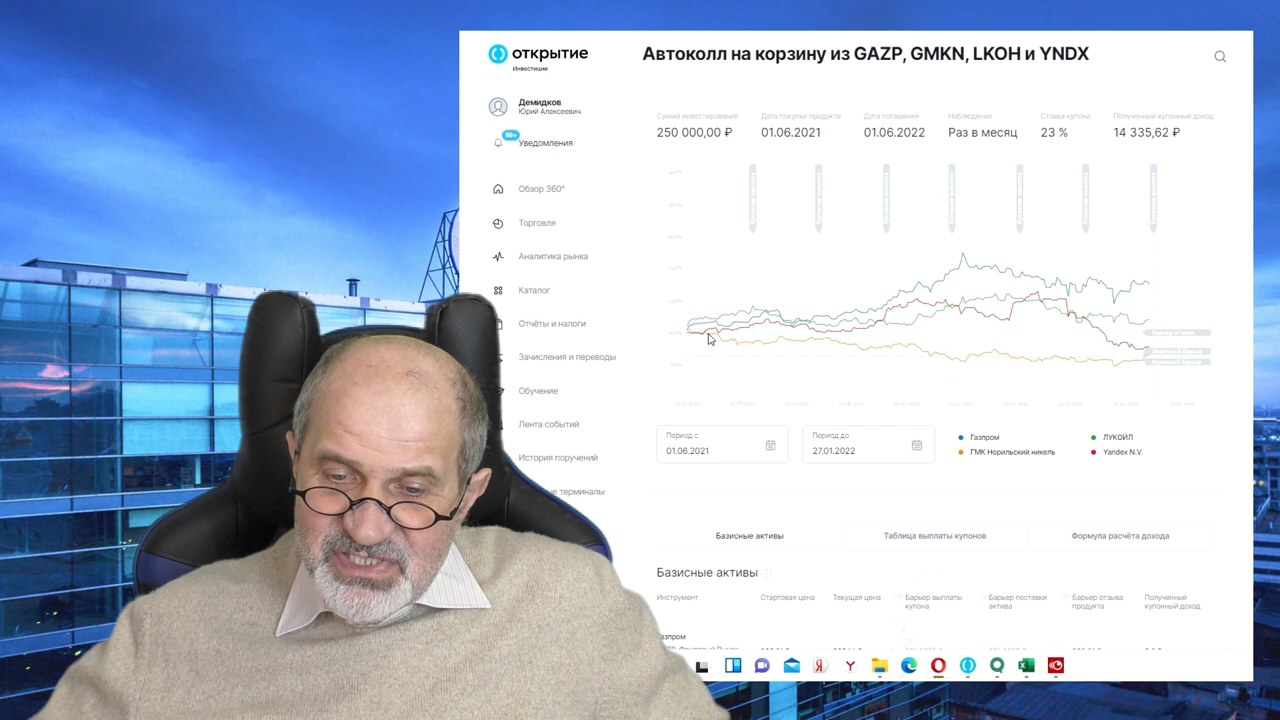 открытие
Инвестиции
Автоколл на корзину из GAZP, GMKN, LKOH и YNDX
Демидков
Юрий Алексеевич
99+
Уведомления
Обзор 360°
Торговля
Аналитика рынка
Каталог
Отчёты и налоги
Зачисления и переводы
Обучение
Лента событий
История поручений
терминалы
Сумма инвестирования
Дата покупки продукта
Дата погашения
Наблюдение
Ставка купона
Полученный купонный доход
250 000,00 ₽
01.06.2021
01.06.2022
Раз в месяц
23 %
14 335,62 ₽
Барьер отзыва
Период с
01.06.2021
Период до
27.01.2022
Газпром
ЛУКОЙЛ
ГМК Норильский никель
Yandex N.V.
Базисные активы
Таблица выплаты купонов
Формула расчёта дохода
Базисные активы
Инструмент
Стартовая цена
Текущая цена
Барьер выплаты
купона
Барьер поставки
актива
Барьер отзыва
продукта
Полученный
купонный доход
азпром